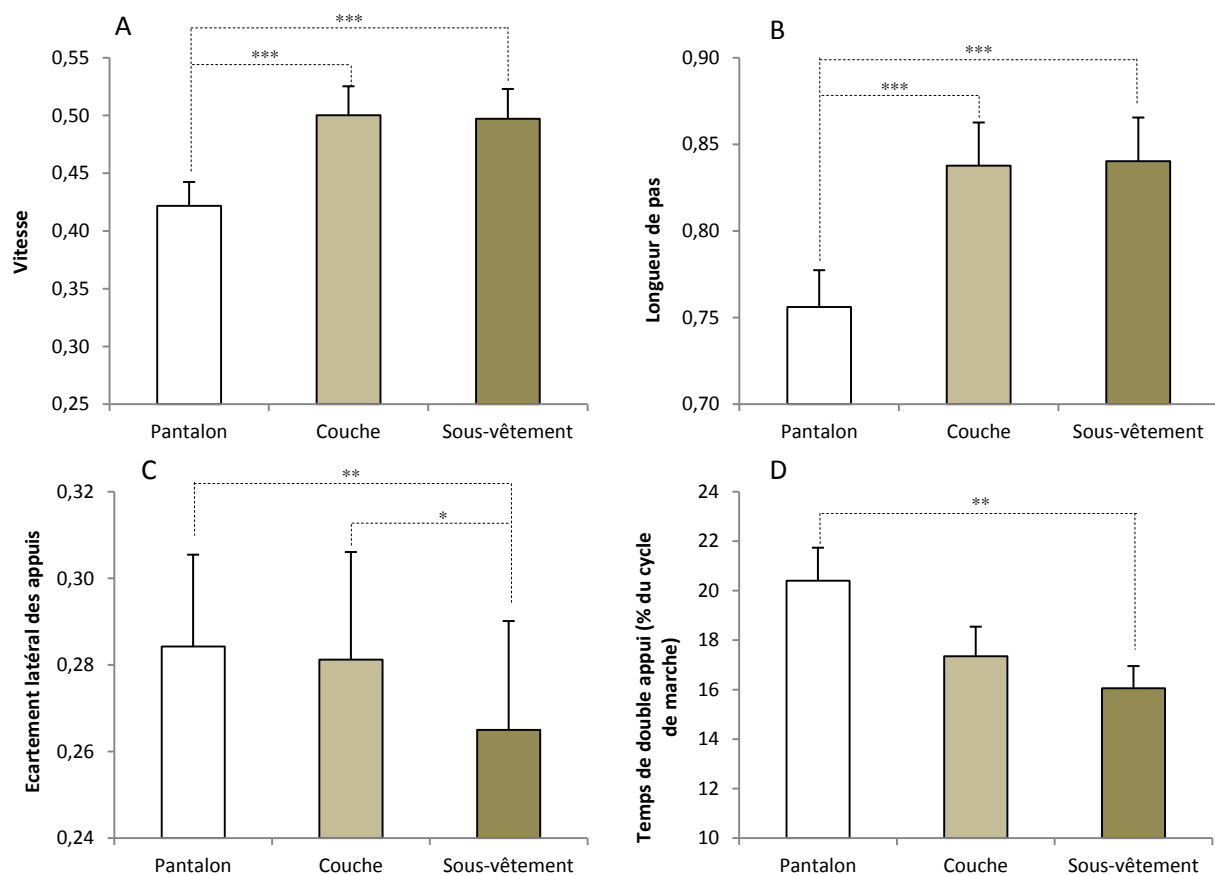 A
***
***
0,55
0,50
0,45
0,40
0,35
0,30
0,25
Vitesse
Pantalon Couche Sous-vêtement
B
***
***
0,90
0,85
0,80
0,75
0,70
Longueur de pas
Pantalon Couche Sous-vêtement
C
**
*
0,32
0,30
0,28
0,26
0,24
Ecartement latéral des appuis
Pantalon Couche Sous-vêtement
D
**
24
22
20
18
16
14
12
10
Temps de double appui (% du cycle
de marche)
Pantalon Couche Sous-vêtement